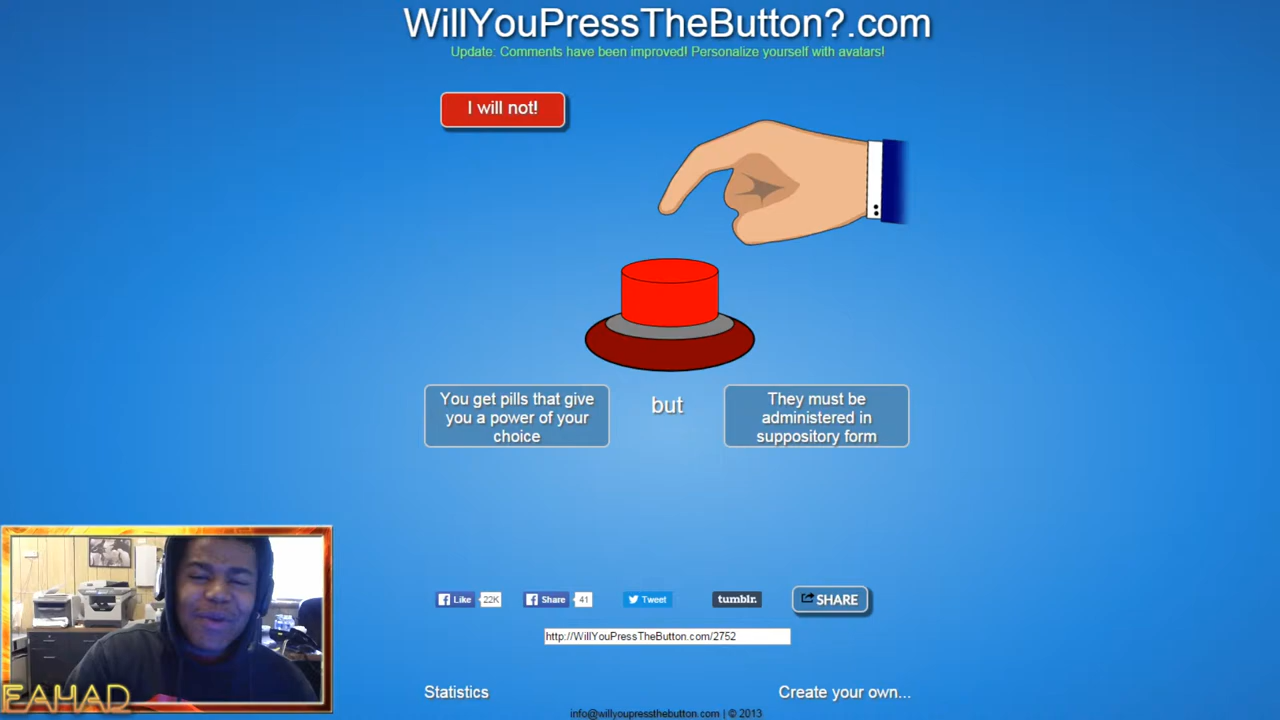 WillYouPressTheButton?.com
Update: Comments have been improved! Personalize yourself with avatars!
I will not!
You get pills that give
you a power of your
choice
but
They must be
administered in
suppository form
Like 22K
Share 41
Tweet
tumblr.
SHARE
http://WillYouPressTheButton.com/2752
FAHAD
Statistics
Create your own...
info@willyoupressthebutton.com | © 2013